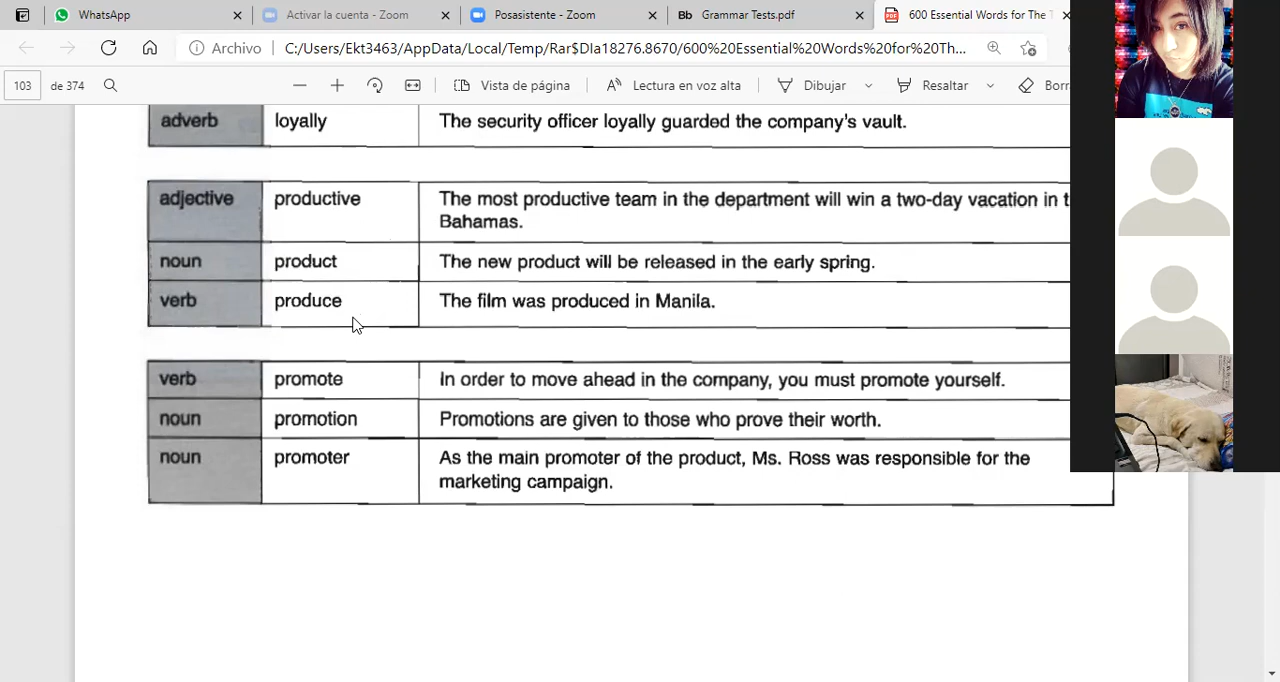 WhatsApp
Activar la cuenta - Zoom
Posasistente - Zoom
Bb Grammar Tests.pdf
PDF 600 Essential Words for The
Archivo C:/Users/Ekt3463/AppData/Local/Temp/Rar$DIa18276.8670/600%20Essential%20Words%20for%20Th...
103 de 374
Vista de página
Lectura en voz alta
Dibujar
Resaltar
adverb loyally The security officer loyally guarded the company's vault.
adjective productive The most productive team in the department will win a two-day vacation in t
Bahamas.
noun product The new product will be released in the early spring.
verb produce The film was produced in Manila.
verb promote In order to move ahead in the company, you must promote yourself.
noun promotion Promotions are given to those who prove their worth.
noun promoter As the main promoter of the product, Ms. Ross was responsible for the
marketing campaign.